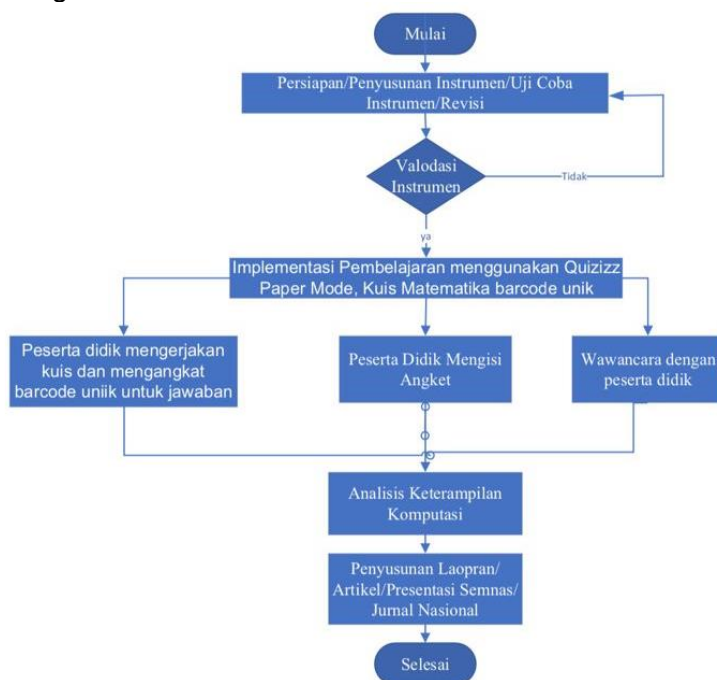 Mulai
Persiapan/Penyusunan Instrumen/Uji Coba
Instrumen/Revisi
Valodasi
Instrumen
Tidak
ya
Implementasi Pembelajaran menggunakan Quizizz
Paper Mode, Kuis Matematika barcode unik
Peserta didik mengerjakan
kuis dan mengangkat
barcode uniik untuk jawaban
Peserta Didik Mengisi
Angket
Wawancara dengan
peserta didik
Analisis Keterampilan
Komputasi
Penyusunan Laopran/
Artikel/Presentasi Semnas/
Jurnal Nasional
Selesai